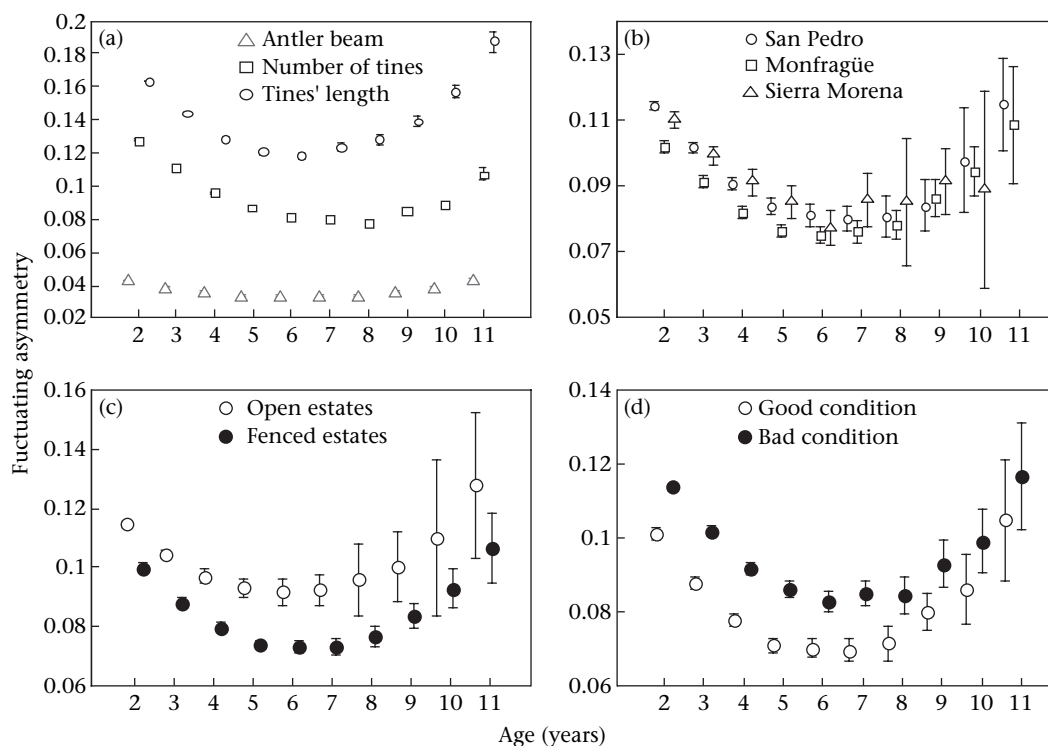 Fuctuating asymmetry
(a)
Antler beam
Number of tines
Tines' length
0.2
0.18
0.16
0.14
0.12
0.1
0.08
0.06
0.04
0.02
2 3 4 5 6 7 8 9 10 11
(b)
San Pedro
Monfragüe
Sierra Morena
0.13
0.11
0.09
0.07
0.05
2 3 4 5 6 7 8 9 10 11
(c)
Open estates
Fenced estates
0.16
0.14
0.12
0.1
0.08
0.06
2 3 4 5 6 7 8 9 10 11
(d)
Good condition
Bad condition
0.14
0.12
0.1
0.08
0.06
2 3 4 5 6 7 8 9 10 11
Age (years)